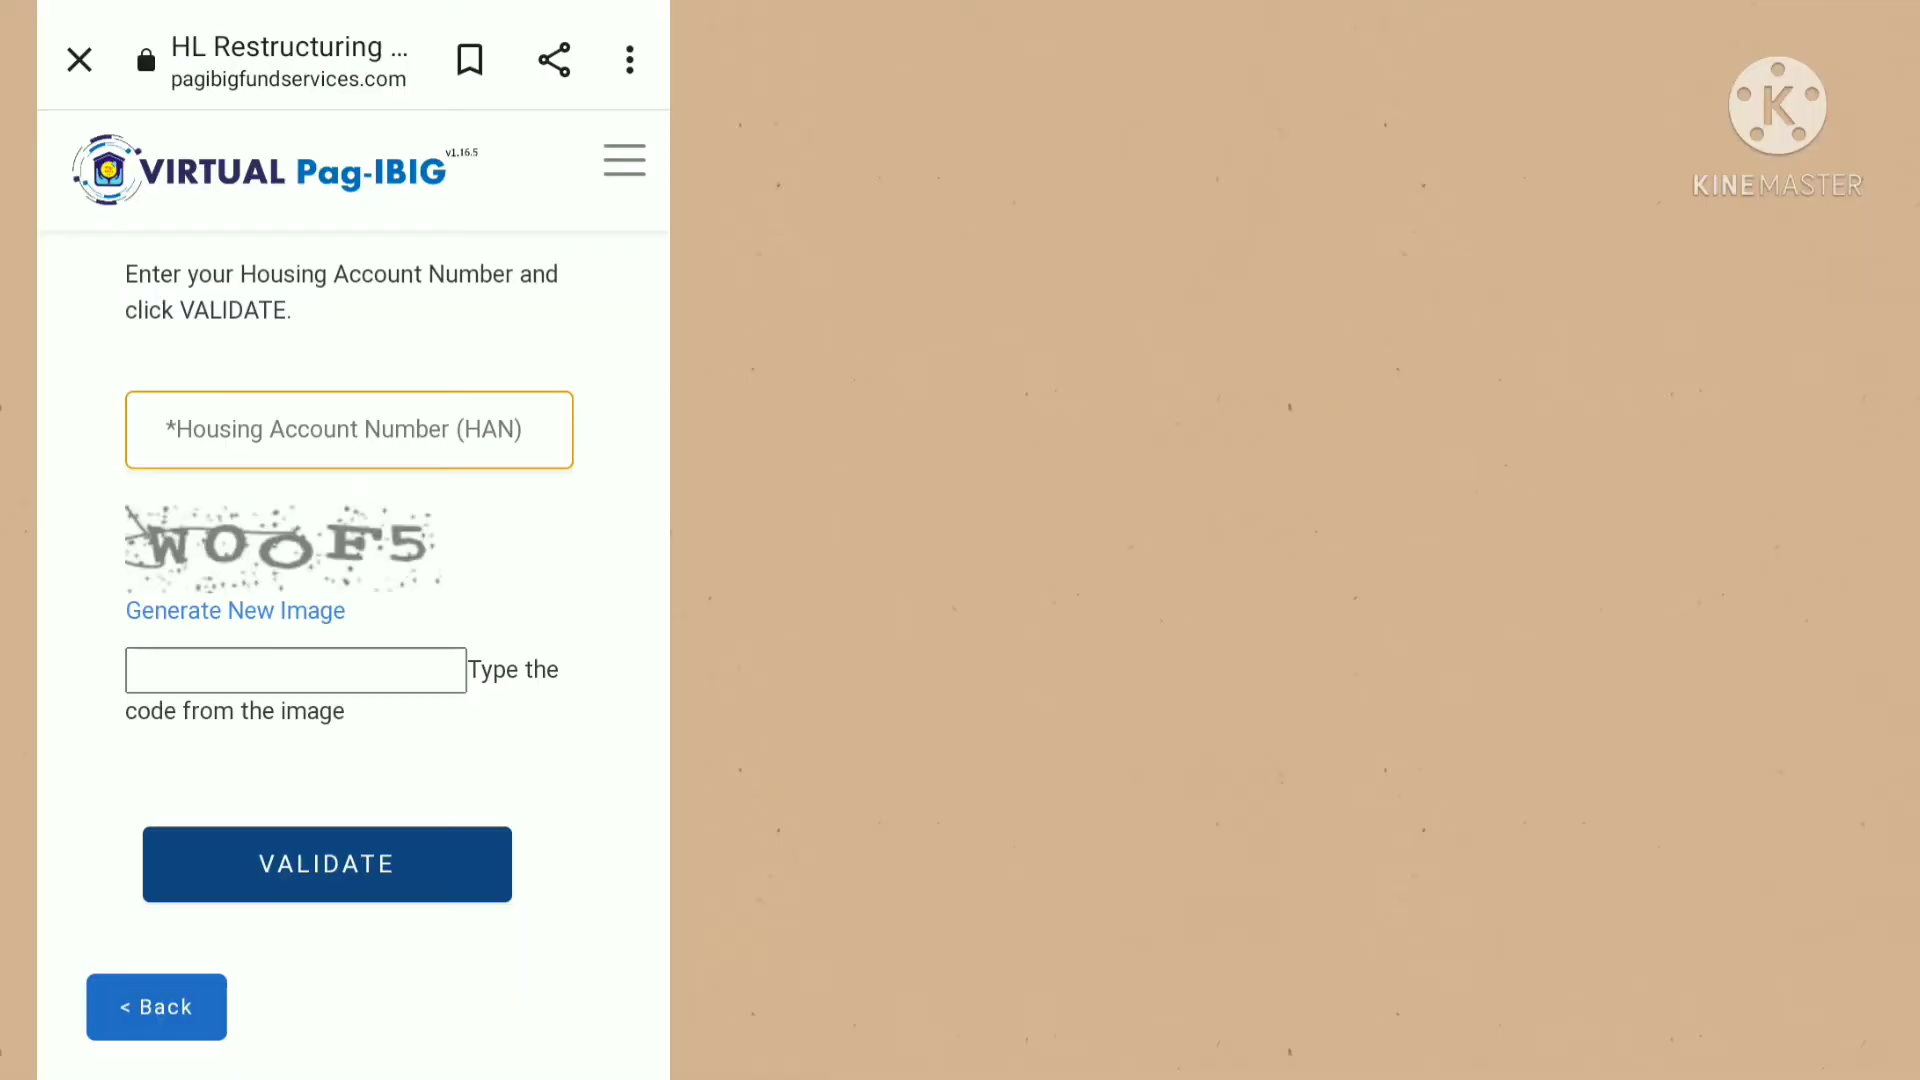 HL Restructuring ...
pagibigfundservices.com
VIRTUAL Pag-IBIG v1.16.5
Enter your Housing Account Number and
click VALIDATE.
*Housing Account Number (HAN)
WOOF5
Generate New Image
Type the
code from the image
VALIDATE
< Back
K
KINEMASTER